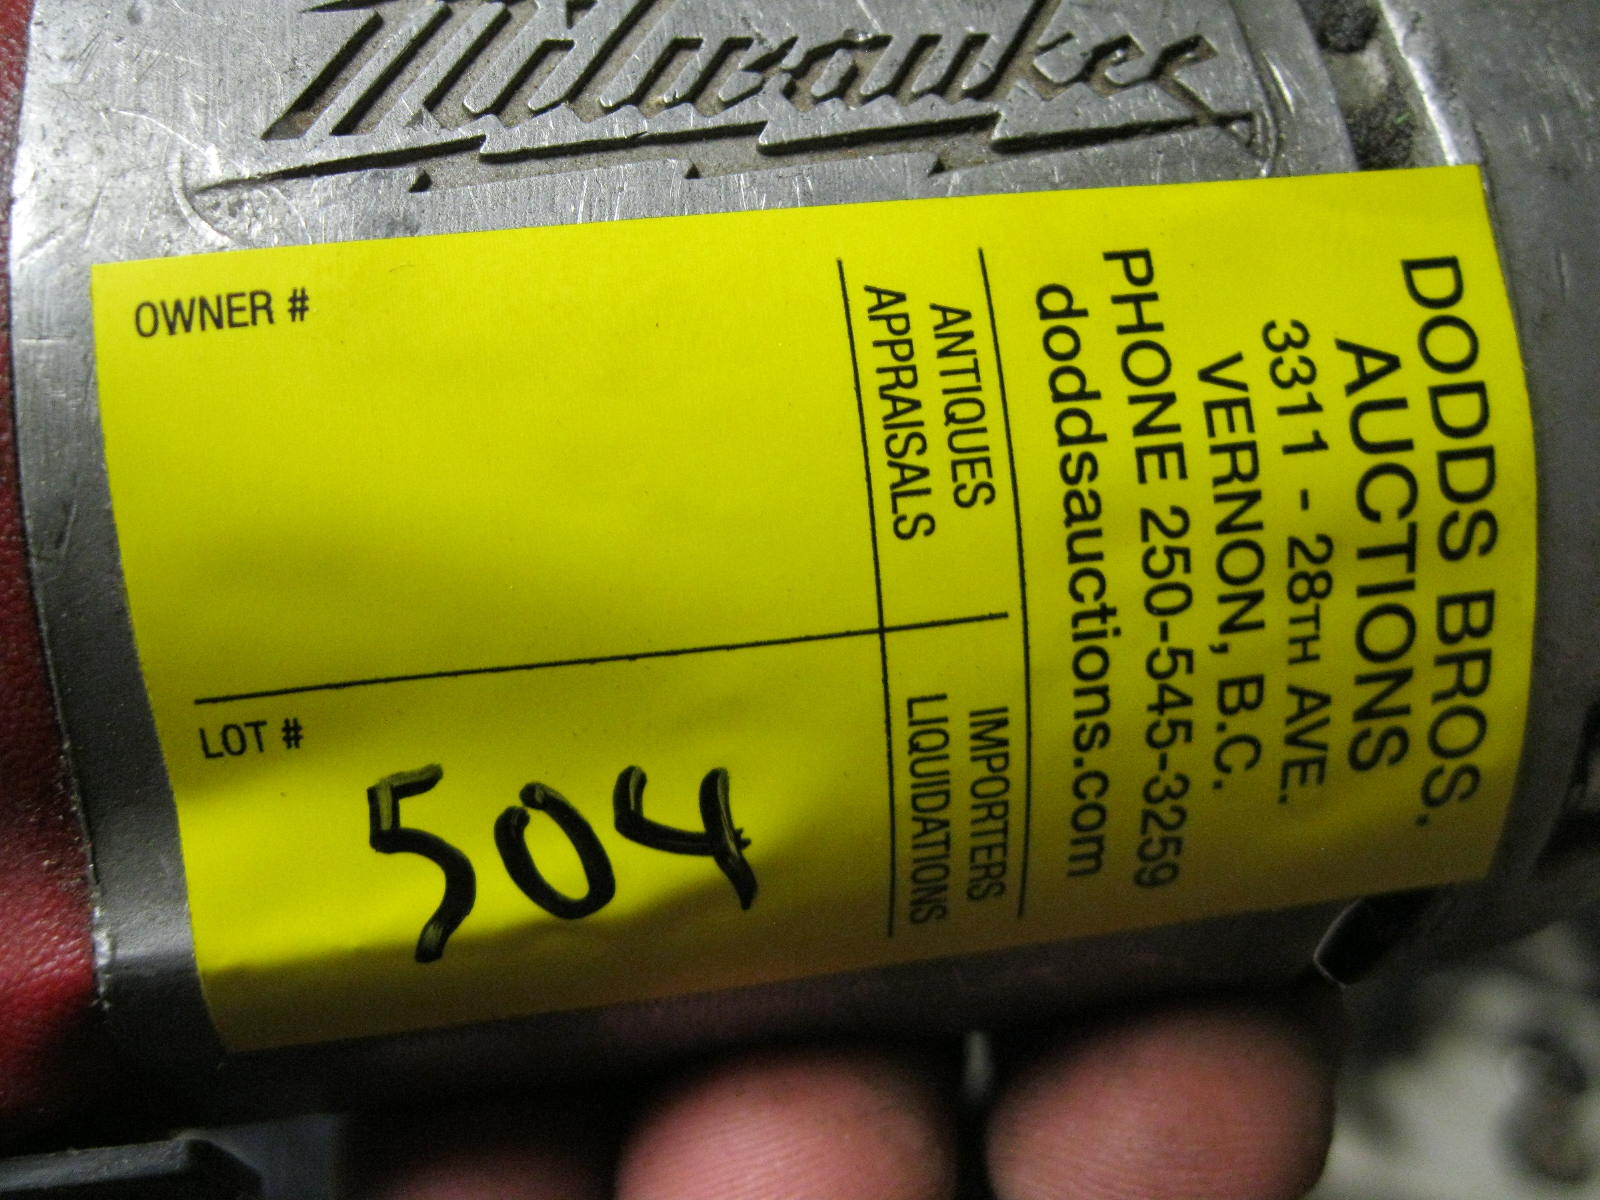 Milwaukee
DODDS BROS.
AUCTIONS
3311 - 28TH AVE.
VERNON, B.C.
PHONE 250-545-3259
doddsauctions.com
ANTIQUES
APPRAISALS
IMPORTERS
LIQUIDATIONS
OWNER #
LOT #
504